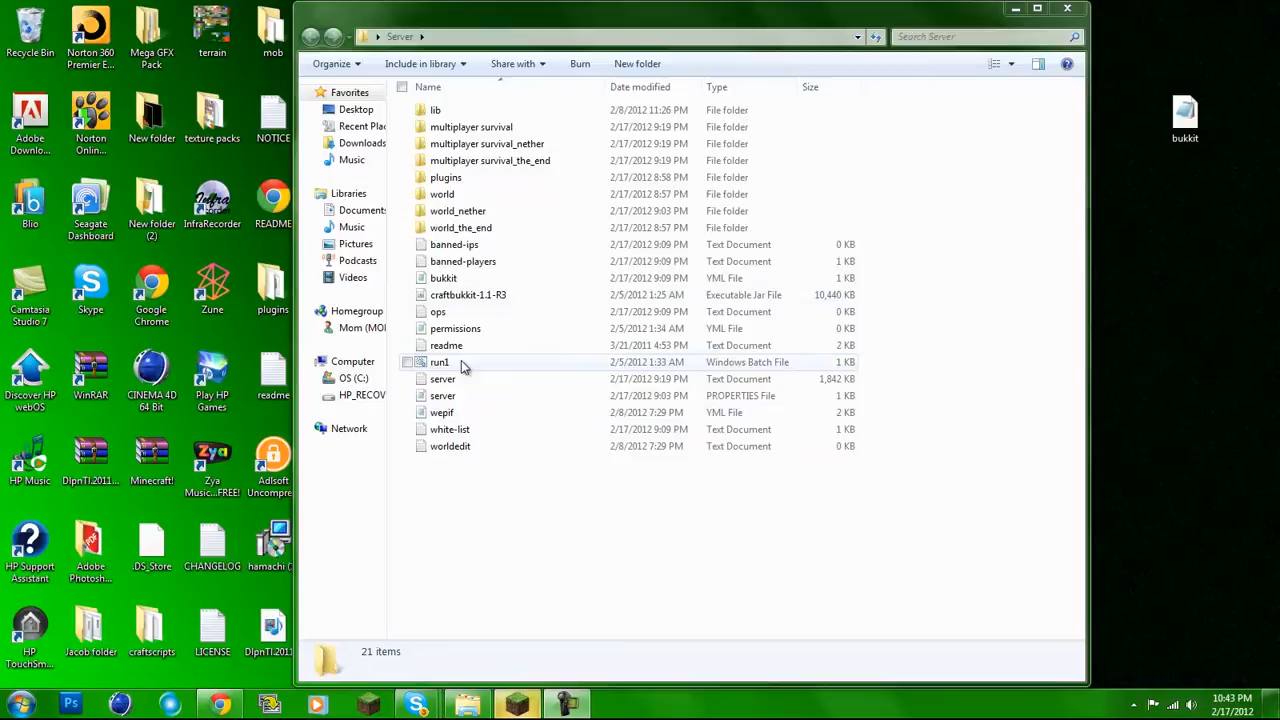 Recycle Bin
Norton 360 Premier E...
Mega GFX Pack
terrain
mob
Adobe Downlo...
Norton Onlin...
New folder
texture packs
NOTICE
Blio
Seagate Dashboard
New folder (2)
InfraRecorder
README
Camtasia Studio 7
Skype
Google Chrome
Zune
plugins
Discover HP webOS
WinRAR
CINEMA 4D 64 Bit
Play HP Games
readme
HP Music
DlpnTI.2011...
Minecraft!
Zya Music...FREE!
Adlsoft Uncompre...
HP Support Assistant
Adobe Photosh...
.DS_Store
CHANGELOG
hamachi (
HP TouchSm...
Jacob folder
craftscripts
LICENSE
DlpnTI.2011
Server
Search Server
Organize
Include in library
Share with
Burn
New folder
Favorites
Desktop
Recent Plac
Downloads
Music
Libraries
Documents
Music
Pictures
Podcasts
Videos
Homegroup
Mom (MOM
Computer
OS (C:)
HP_RECOV
Network
Name Date modified Type Size
lib 2/8/2012 11:26 PM File folder
multiplayer survival 2/17/2012 9:19 PM File folder
multiplayer survival_nether 2/17/2012 9:19 PM File folder
multiplayer survival_the_end 2/17/2012 9:19 PM File folder
plugins 2/17/2012 8:58 PM File folder
world 2/17/2012 8:57 PM File folder
world_nether 2/17/2012 9:03 PM File folder
world_the_end 2/17/2012 8:57 PM File folder
banned-ips 2/17/2012 9:09 PM Text Document 0 KB
banned-players 2/17/2012 9:09 PM Text Document 1 KB
bukkit 2/17/2012 9:09 PM YML File 1 KB
craftbukkit-1.1-R3 2/5/2012 1:25 AM Executable Jar File 10,440 KB
ops 2/17/2012 9:09 PM Text Document 0 KB
permissions 2/5/2012 1:34 AM YML File 0 KB
readme 3/21/2011 4:53 PM Text Document 2 KB
run1 2/5/2012 1:33 AM Windows Batch File 1 KB
server 2/17/2012 9:19 PM Text Document 1,842 KB
server 2/17/2012 9:03 PM PROPERTIES File 1 KB
wepif 2/8/2012 7:29 PM YML File 2 KB
white-list 2/17/2012 9:09 PM Text Document 1 KB
worldedit 2/8/2012 7:29 PM Text Document 0 KB
21 items
bukkit
Ps
10:43 PM
2/17/2012